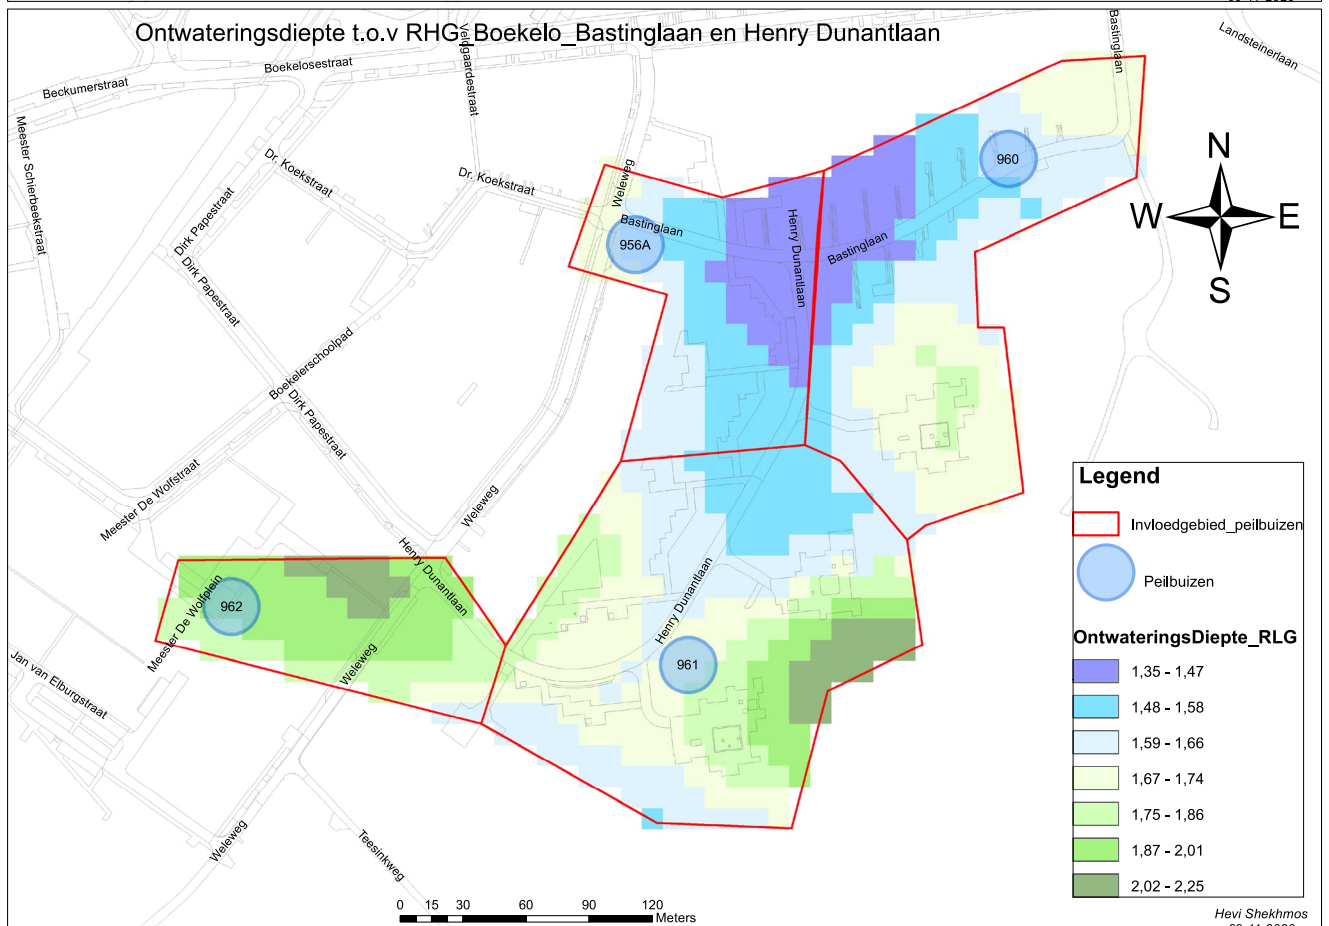 Ontwateringsdiepte t.o.v RHG_Boekelo_Bastinglaan en Henry Dunantlaan
Beckumerstraat
Boekelosestraat
Veldgaardestraat
Bastinglaan
Landsteinerlaan
Meester Schierbeekstraat
Dr. Koekstraat
Dr. Koekstraat
Weleweg
960
N
W
E
S
Dirk Papestraat
Bastinglaan
956A
Henry Dunantlaan
Bastinglaan
Dirk Papestraat
Boekelerschoolpad
Dirk Papestraat
Meester De Wolfstraat
Weleweg
Henry Dunantlaan
Henry Dunantlaan
962
Meester De Wolfplein
Weleweg
961
Jan van Elburgstraat
Weleweg
Teesinkweg
Legend
Invloedgebied_peilbuizen
Peilbuizen
OntwateringsDiepte_RLG
1,35 - 1,47
1,48 - 1,58
1,59 - 1,66
1,67 - 1,74
1,75 - 1,86
1,87 - 2,01
2,02 - 2,25
0 15 30 60 90 120
Meters
Hevi Shekhmos